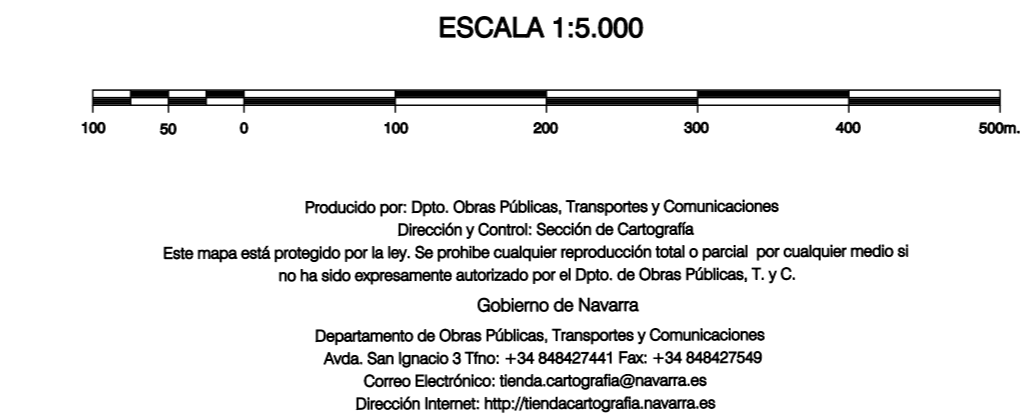 ESCALA 1:5.000
100 50 0 100 200 300 400 500m.
Producido por: Dpto. Obras Públicas, Transportes y Comunicaciones
Dirección y Control: Sección de Cartografía
Este mapa está protegido por la ley. Se prohibe cualquier reproducción total o parcial por cualquier medio si
no ha sido expresamente autorizado por el Dpto. de Obras Públicas, T. y C.
Gobierno de Navarra
Departamento de Obras Públicas, Transportes y Comunicaciones
Avda. San Ignacio 3 Tfno: +34 848427441 Fax: +34 848427549
Correo Electrónico: tienda.cartografia@navarra.es
Dirección Internet: http://tiendacartografia.navarra.es